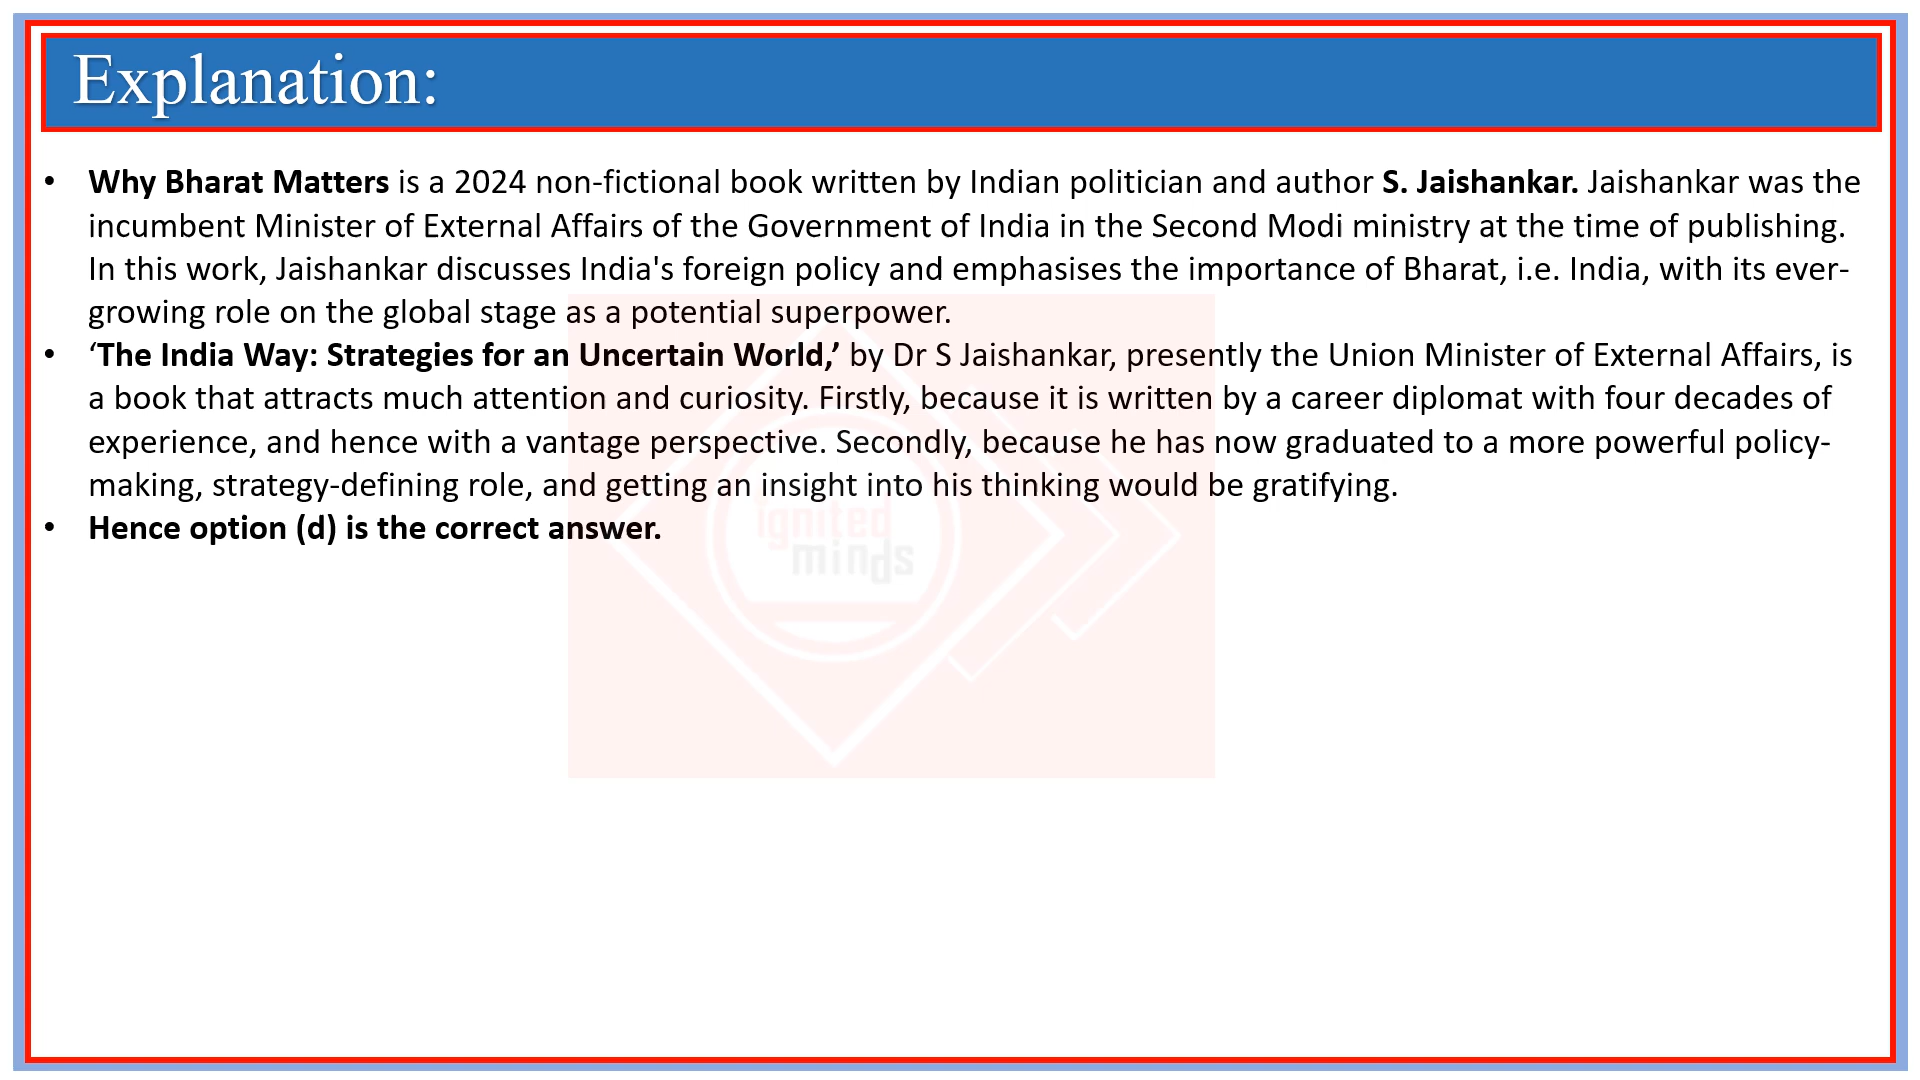 Explanation:
• Why Bharat Matters is a 2024 non-fictional book written by Indian politician and author S. Jaishankar. Jaishankar was the
incumbent Minister of External Affairs of the Government of India in the Second Modi ministry at the time of publishing.
In this work, Jaishankar discusses India's foreign policy and emphasises the importance of Bharat, i.e. India, with its ever-
growing role on the global stage as a potential superpower.
• ‘The India Way: Strategies for an Uncertain World,’ by Dr S Jaishankar, presently the Union Minister of External Affairs, is
a book that attracts much attention and curiosity. Firstly, because it is written by a career diplomat with four decades of
experience, and hence with a vantage perspective. Secondly, because he has now graduated to a more powerful policy-
making, strategy-defining role, and getting an insight into his thinking would be gratifying.
• Hence option (d) is the correct answer.
ignited
minds